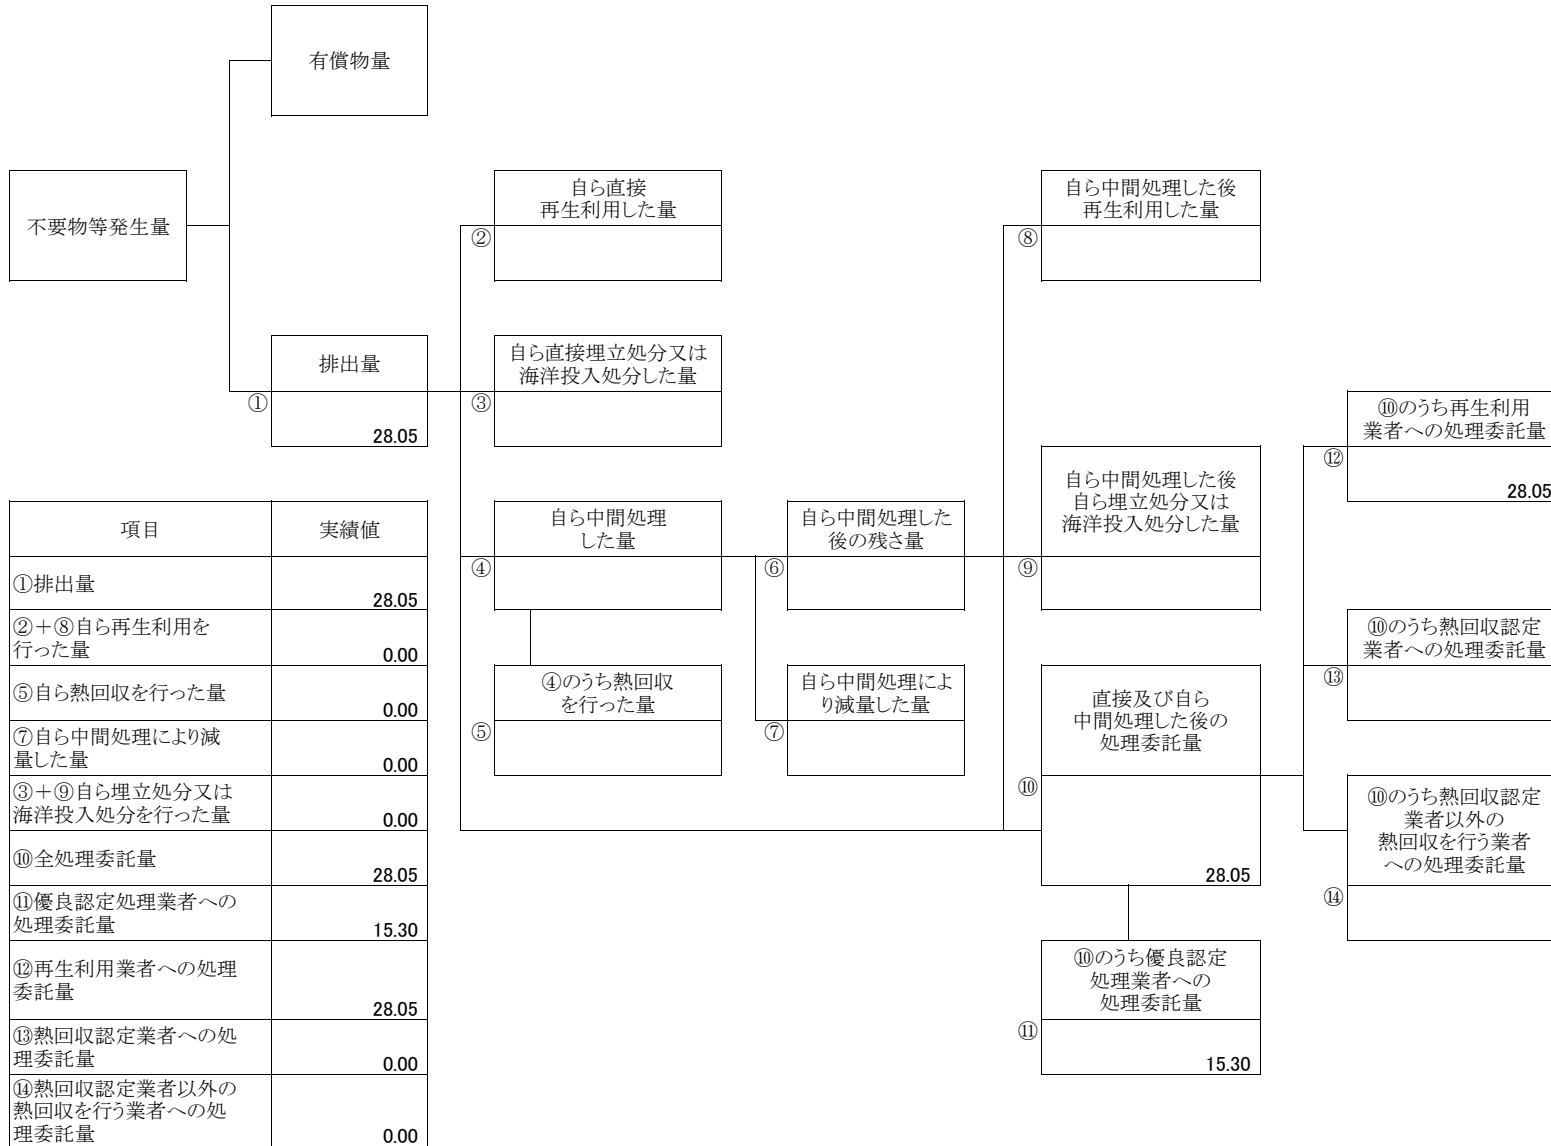 有償物量
不要物等発生量
自ら直接
再生利用した量
②
自ら中間処理した後
再生利用した量
⑧
排出量
①
28.05
自ら直接埋立処分又は
海洋投入処分した量
③
⑩のうち再生利用
業者への処理委託量
⑫
28.05
自ら中間処理
した量
④
自ら中間処理した
後の残さ量
⑥
自ら中間処理した後
自ら埋立処分又は
海洋投入処分した量
⑨
④のうち熱回収
を行った量
⑤
自ら中間処理によ
り減量した量
⑦
直接及び自ら
中間処理した後の
処理委託量
⑩
28.05
⑩のうち熱回収認定
業者への処理委託量
⑬
⑩のうち熱回収認定
業者以外の
熱回収を行う業者
への処理委託量
⑭
⑩のうち優良認定
処理業者への
処理委託量
⑪
15.30
項目 実績値
①排出量
28.05
②+⑧自ら再生利用を
行った量
0.00
⑤自ら熱回収を行った量
0.00
⑦自ら中間処理により減
量した量
0.00
③+⑨自ら埋立処分又は
海洋投入処分を行った量
0.00
⑩全処理委託量
28.05
⑪優良認定処理業者への
処理委託量
15.30
⑫再生利用業者への処理
委託量
28.05
⑬熱回収認定業者への処
理委託量
0.00
⑭熱回収認定業者以外の
熱回収を行う業者への処
理委託量
0.00